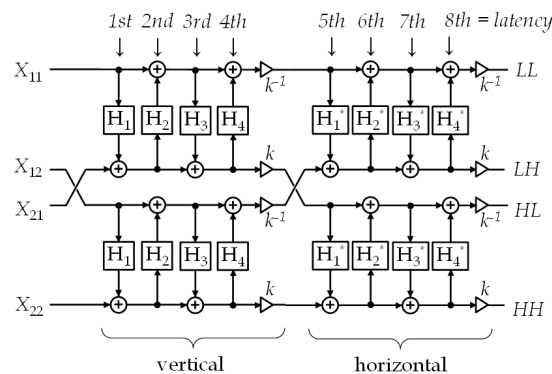 1st 2nd 3rd 4th 5th 6th 7th 8th = latency
X₁₁ k⁻¹ k⁻¹ LL
H₁ H₂ H₃ H₄ H₁* H₂* H₃* H₄*
X₁₂ k k LH
X₂₁ k⁻¹ k⁻¹ HL
H₁ H₂ H₃ H₄ H₁* H₂* H₃* H₄*
X₂₂ k k HH
vertical horizontal